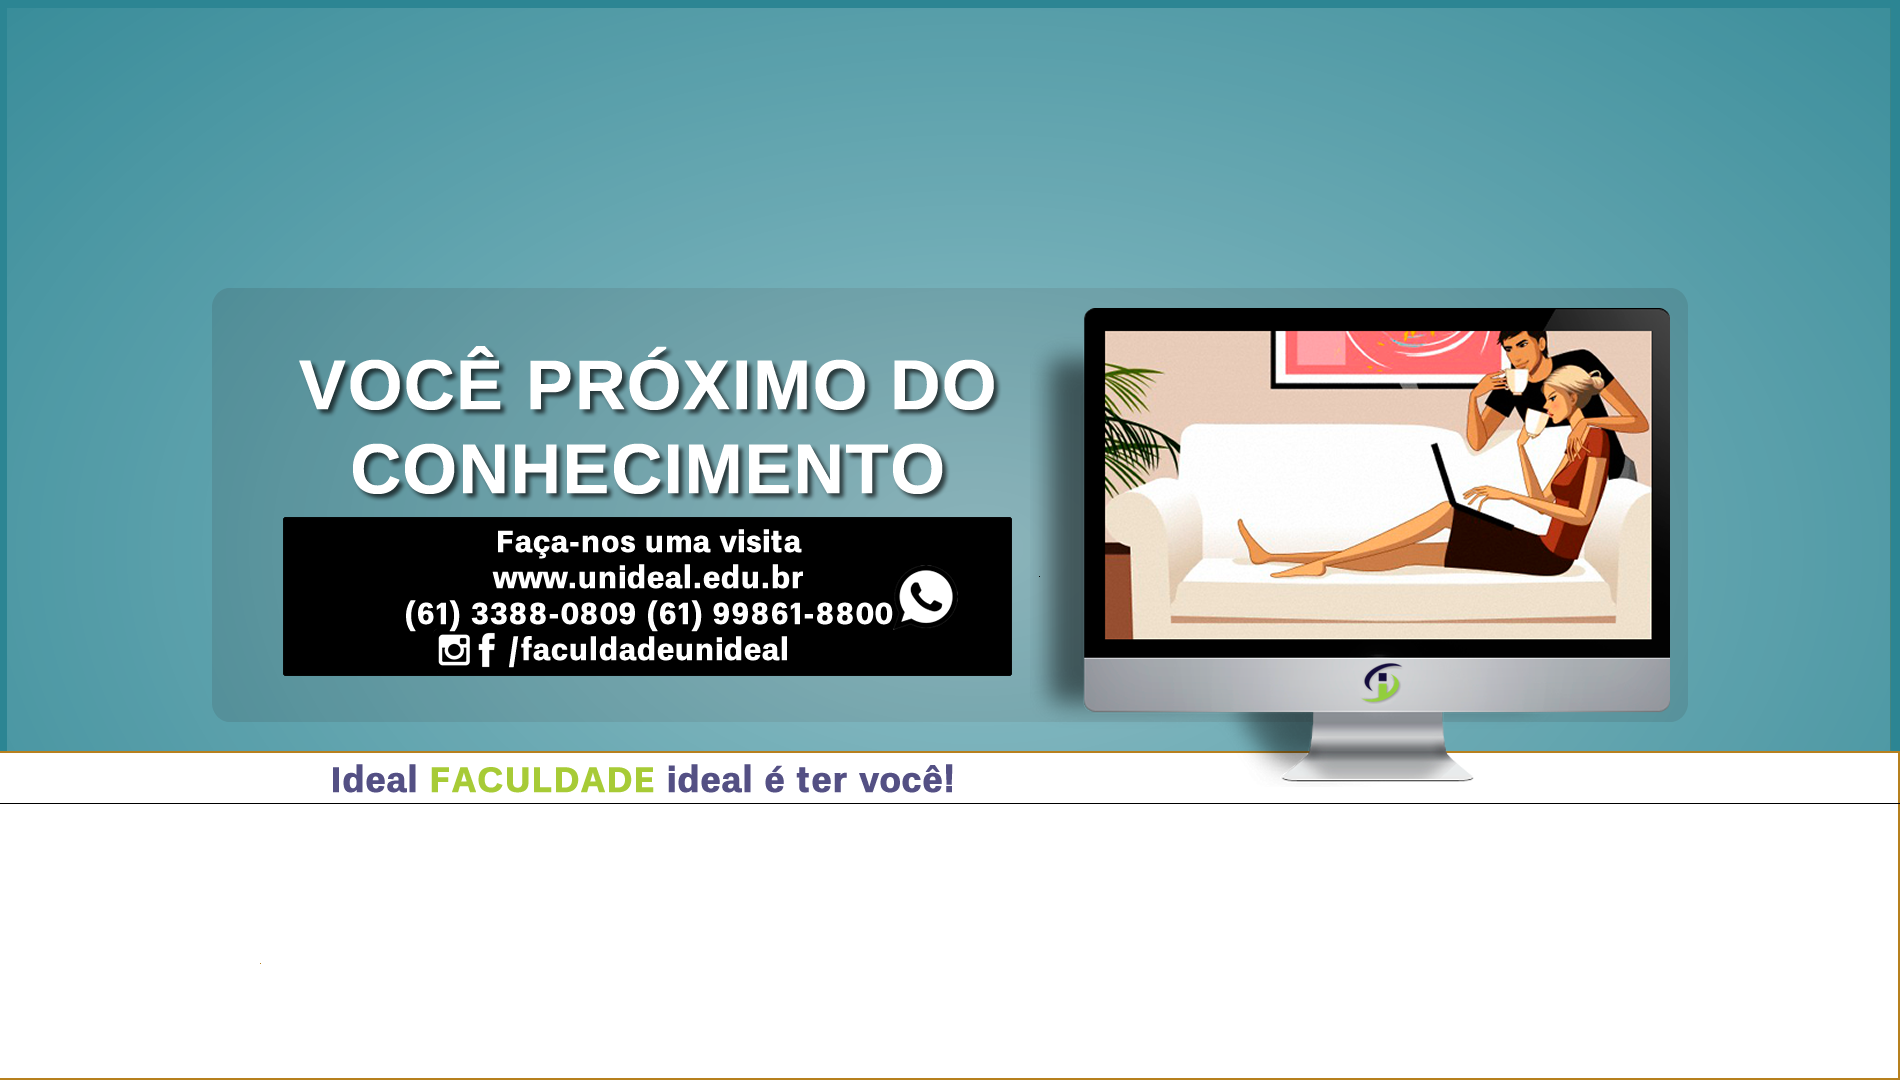 VOCÊ PRÓXIMO DO
CONHECIMENTO
Faça-nos uma visita
www.unideal.edu.br
(61) 3388-0809 (61) 99861-8800
/faculdadeunideal
Ideal FACULDADE ideal é ter você!